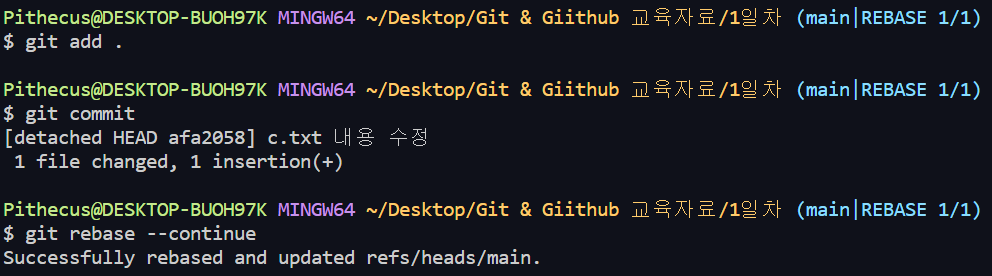 Pithecus@DESKTOP-BUOH97K MINGW64 ~/Desktop/Git & Giithub 교육자료/1일차 (main|REBASE 1/1)
$ git add .
Pithecus@DESKTOP-BUOH97K MINGW64 ~/Desktop/Git & Giithub 교육자료/1일차 (main|REBASE 1/1)
$ git commit
[detached HEAD afa2058] c.txt 내용 수정
 1 file changed, 1 insertion(+)
Pithecus@DESKTOP-BUOH97K MINGW64 ~/Desktop/Git & Giithub 교육자료/1일차 (main|REBASE 1/1)
$ git rebase --continue
Successfully rebased and updated refs/heads/main.